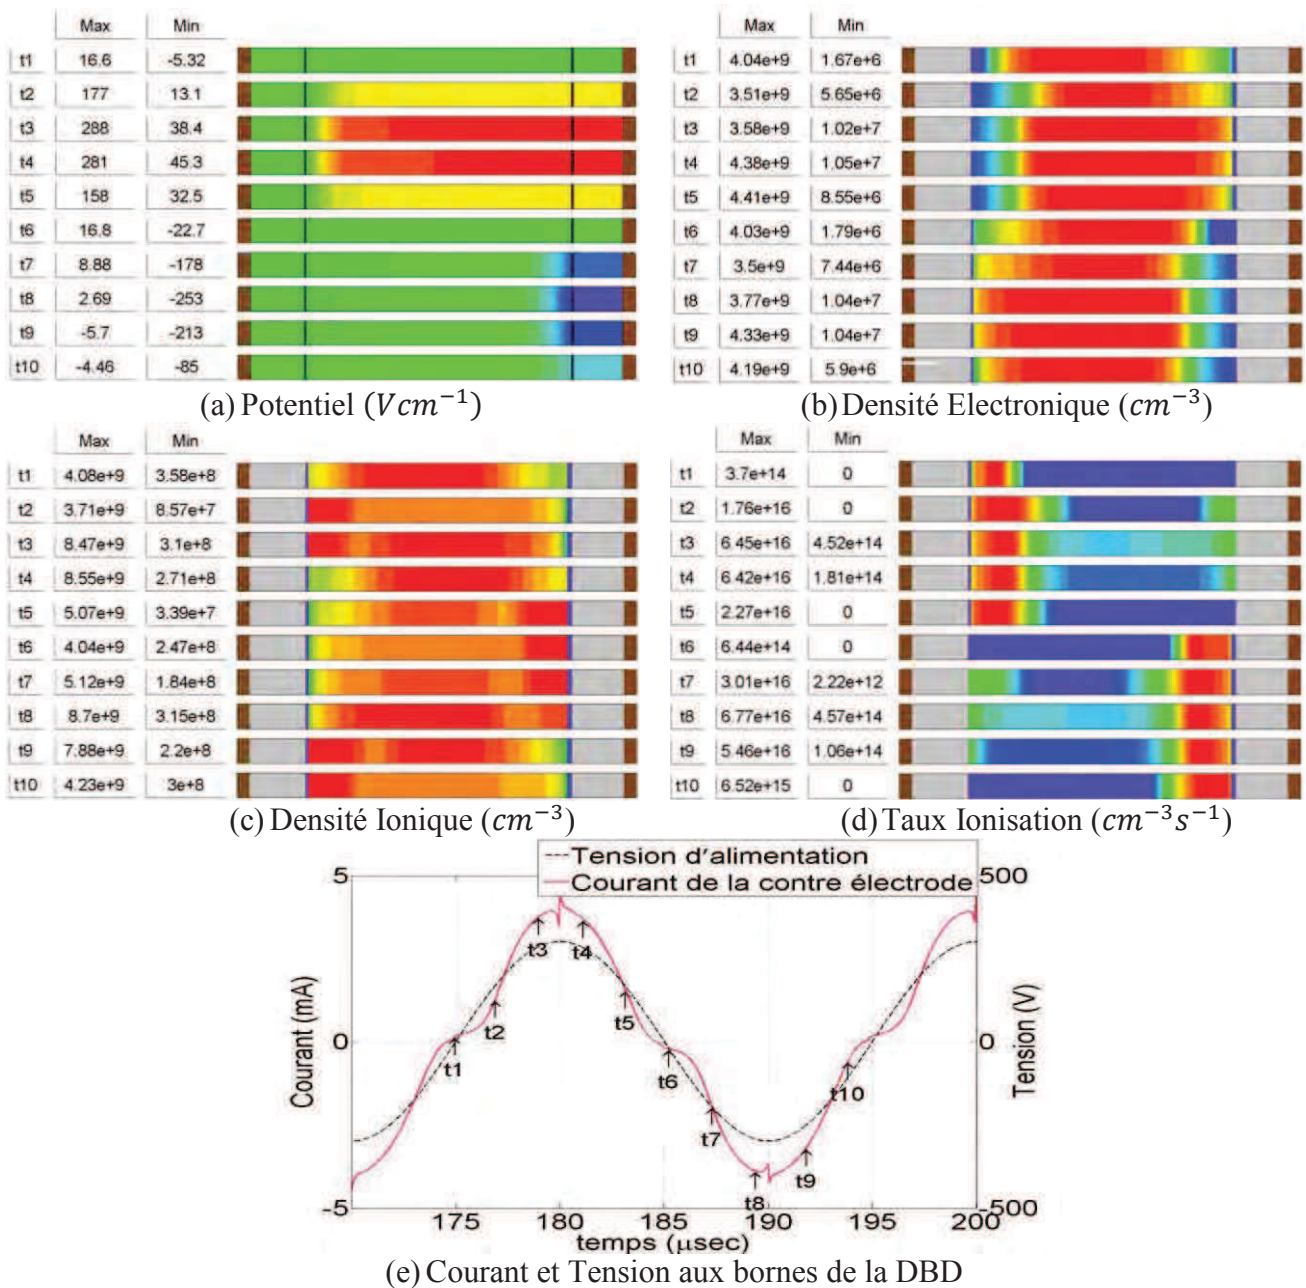 Max Min
t1 16.6 -5.32
t2 177 13.1
t3 288 38.4
t4 281 45.3
t5 158 32.5
t6 16.8 -22.7
t7 8.88 -178
t8 2.69 -253
t9 -5.7 -213
t10 -4.46 -85
(a) Potentiel (Vcm⁻¹)
Max Min
t1 4.04e+9 1.67e+6
t2 3.51e+9 5.65e+6
t3 3.58e+9 1.02e+7
t4 4.38e+9 1.05e+7
t5 4.41e+9 8.55e+6
t6 4.03e+9 1.79e+6
t7 3.5e+9 7.44e+6
t8 3.77e+9 1.04e+7
t9 4.33e+9 1.04e+7
t10 4.19e+9 5.9e+6
(b) Densité Electronique (cm⁻³)
Max Min
t1 4.08e+9 3.58e+8
t2 3.71e+9 8.57e+7
t3 8.47e+9 3.1e+8
t4 8.55e+9 2.71e+8
t5 5.07e+9 3.39e+7
t6 4.04e+9 2.47e+8
t7 5.12e+9 1.84e+8
t8 8.7e+9 3.15e+8
t9 7.88e+9 2.2e+8
t10 4.23e+9 3e+8
(c) Densité Ionique (cm⁻³)
Max Min
t1 3.7e+14 0
t2 1.76e+16 0
t3 6.45e+16 4.52e+14
t4 6.42e+16 1.81e+14
t5 2.27e+16 0
t6 6.44e+14 0
t7 3.01e+16 2.22e+12
t8 6.77e+16 4.57e+14
t9 5.46e+16 1.06e+14
t10 6.52e+15 0
(d) Taux Ionisation (cm⁻³s⁻¹)
Tension d'alimentation
Courant de la contre électrode
5
0
-5
Courant (mA)
500
0
-500
Tension (V)
t1
t2
t3
t4
t5
t6
t7
t8
t9
t10
175 180 185 190 195 200
temps (μsec)
(e) Courant et Tension aux bornes de la DBD